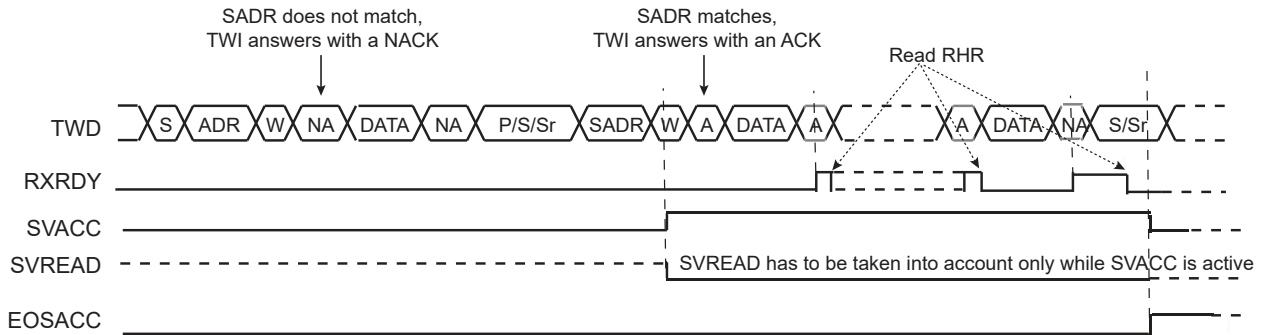 SADR does not match,
TWI answers with a NACK
SADR matches,
TWI answers with an ACK
Read RHR
TWD S ADR W NA DATA NA P/S/Sr SADR W A DATA A A DATA NA S/Sr
RXRDY
SVACC
SVREAD SVREAD has to be taken into account only while SVACC is active
EOSACC